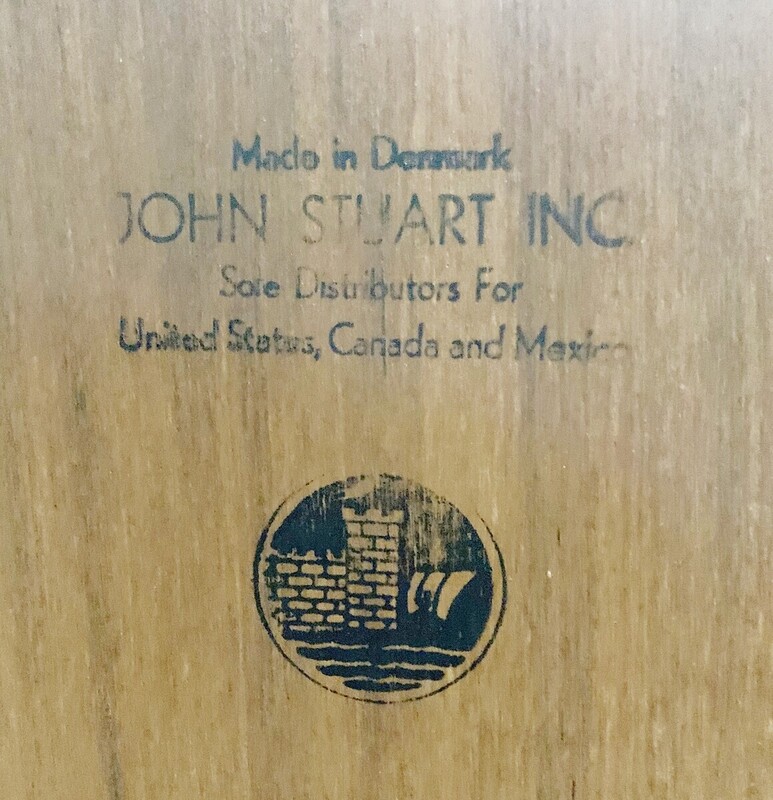 Made in Denmark
JOHN STUART INC
Sole Distributors For
United States, Canada and Mexico